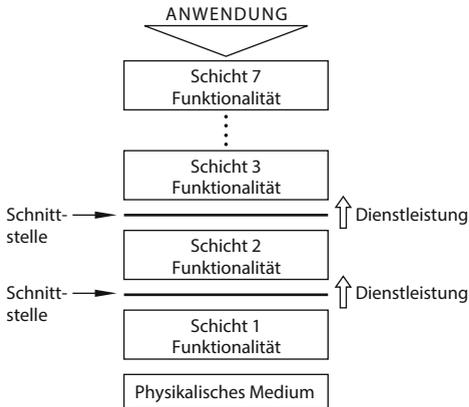 ANWENDUNG
Schicht 7
Funktionalität
Schicht 3
Funktionalität
Schnitt-
stelle
Dienstleistung
Schicht 2
Funktionalität
Schnitt-
stelle
Dienstleistung
Schicht 1
Funktionalität
Physikalisches Medium